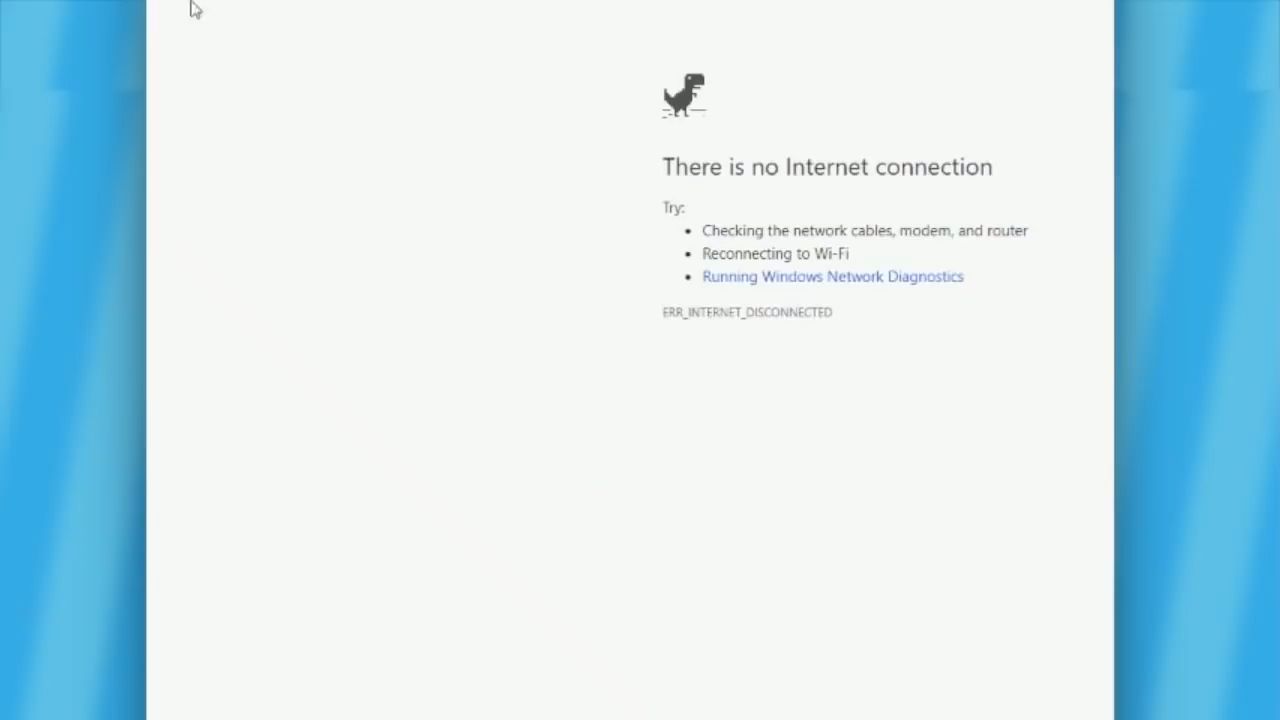 There is no Internet connection
Try:
Checking the network cables, modem, and router
Reconnecting to Wi-Fi
Running Windows Network Diagnostics
ERR_INTERNET_DISCONNECTED